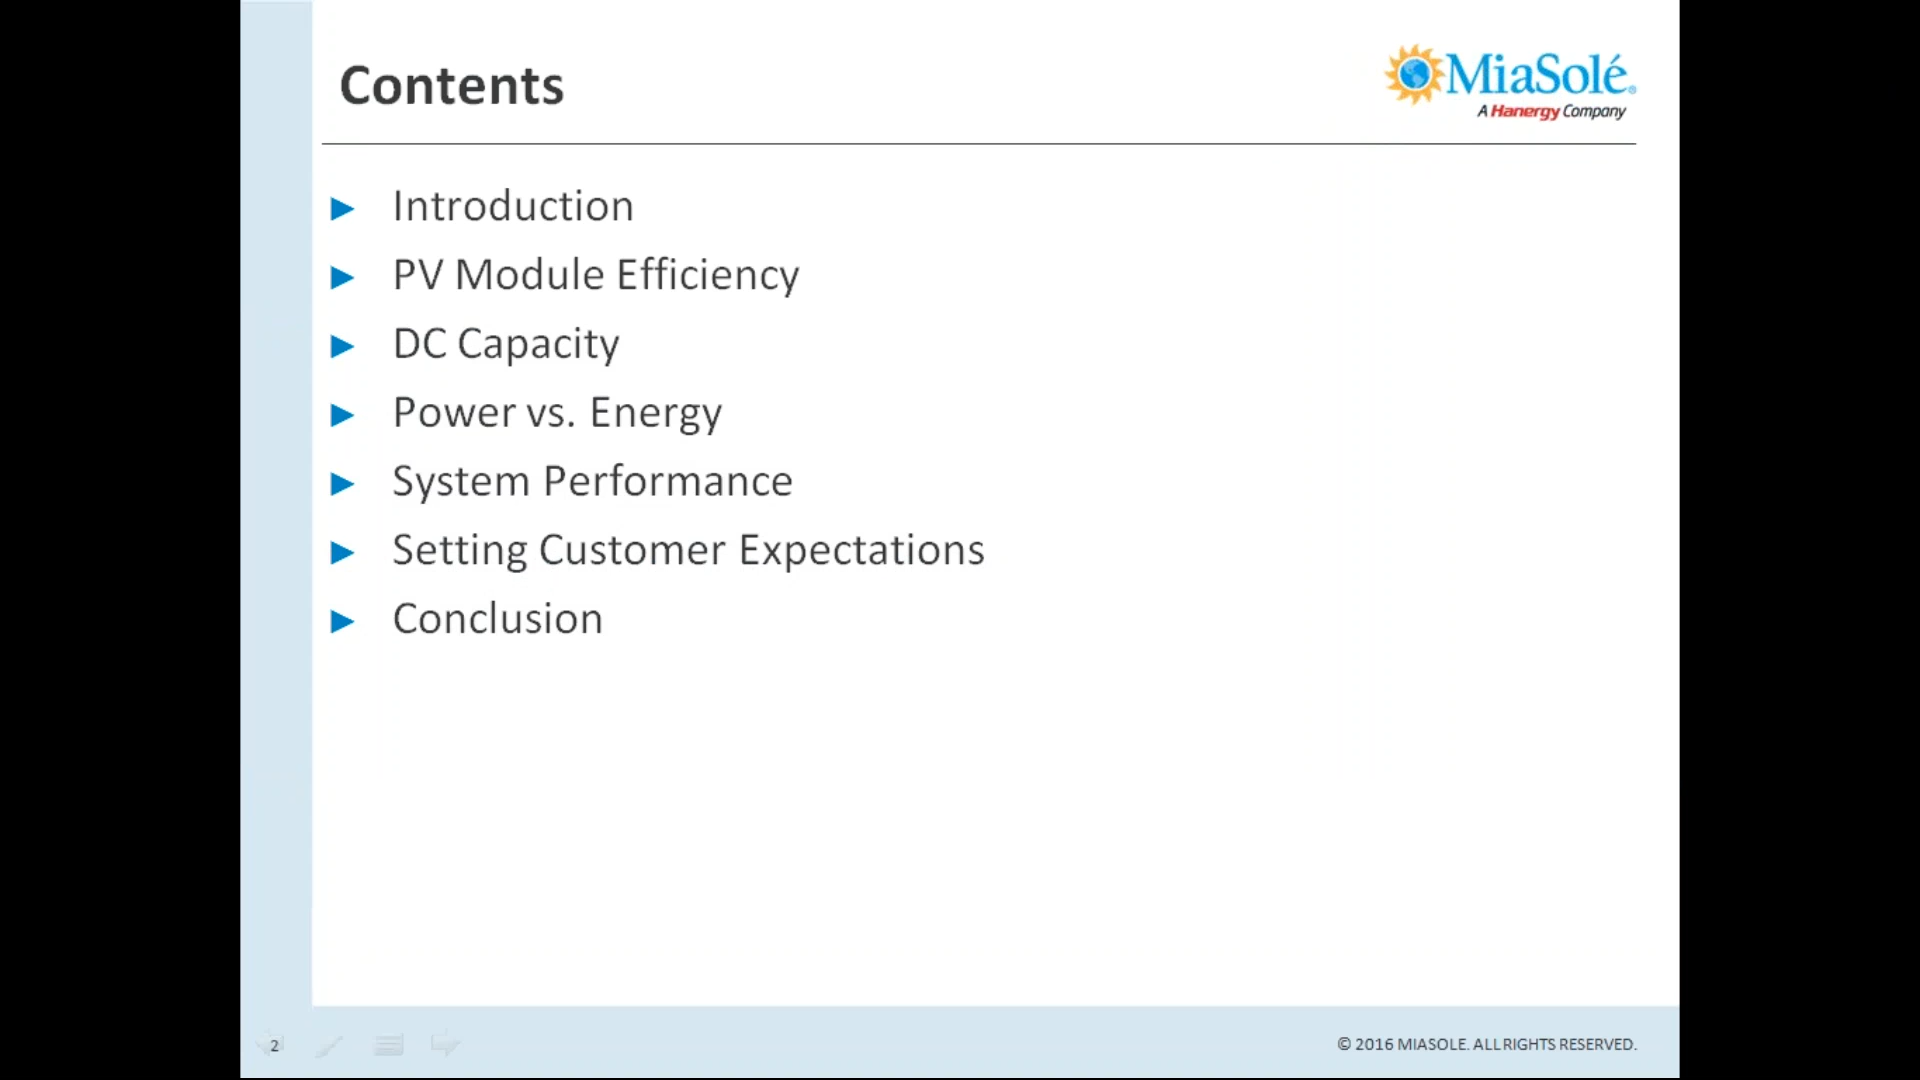 Contents
MiaSolé®
A Hanergy Company
► Introduction
► PV Module Efficiency
► DC Capacity
► Power vs. Energy
► System Performance
► Setting Customer Expectations
► Conclusion
2
© 2016 MIASOLE. ALL RIGHTS RESERVED.